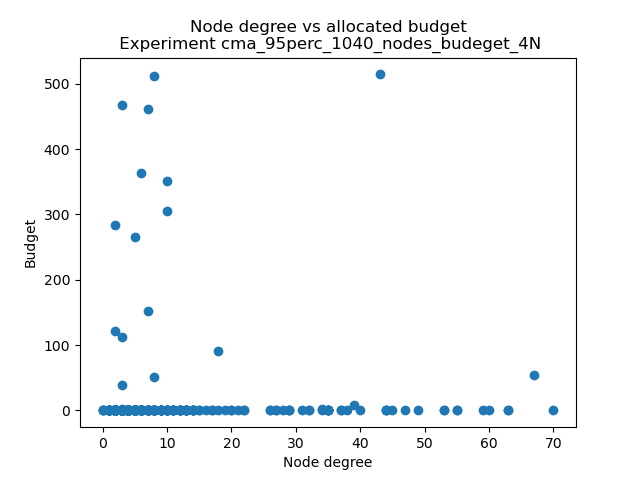 Node degree vs allocated budget
Experiment cma_95perc_1040_nodes_budeget_4N
500
400
300
200
100
0
Budget
0 10 20 30 40 50 60 70
Node degree